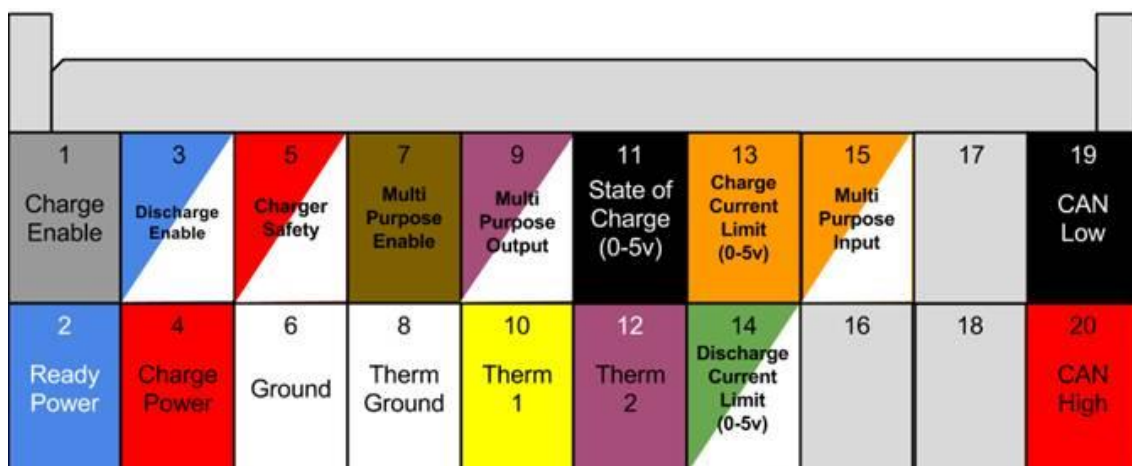 1
Charge
Enable
3
Discharge
Enable
5
Charger
Safety
7
Multi
Purpose
Enable
9
Multi
Purpose
Output
11
State of
Charge
(0-5v)
13
Charge
Current
Limit
(0-5v)
15
Multi
Purpose
Input
17
19
CAN
Low
2
Ready
Power
4
Charge
Power
6
Ground
8
Therm
Ground
10
Therm
1
12
Therm
2
14
Discharge
Current
Limit
(0-5v)
16
18
20
CAN
High